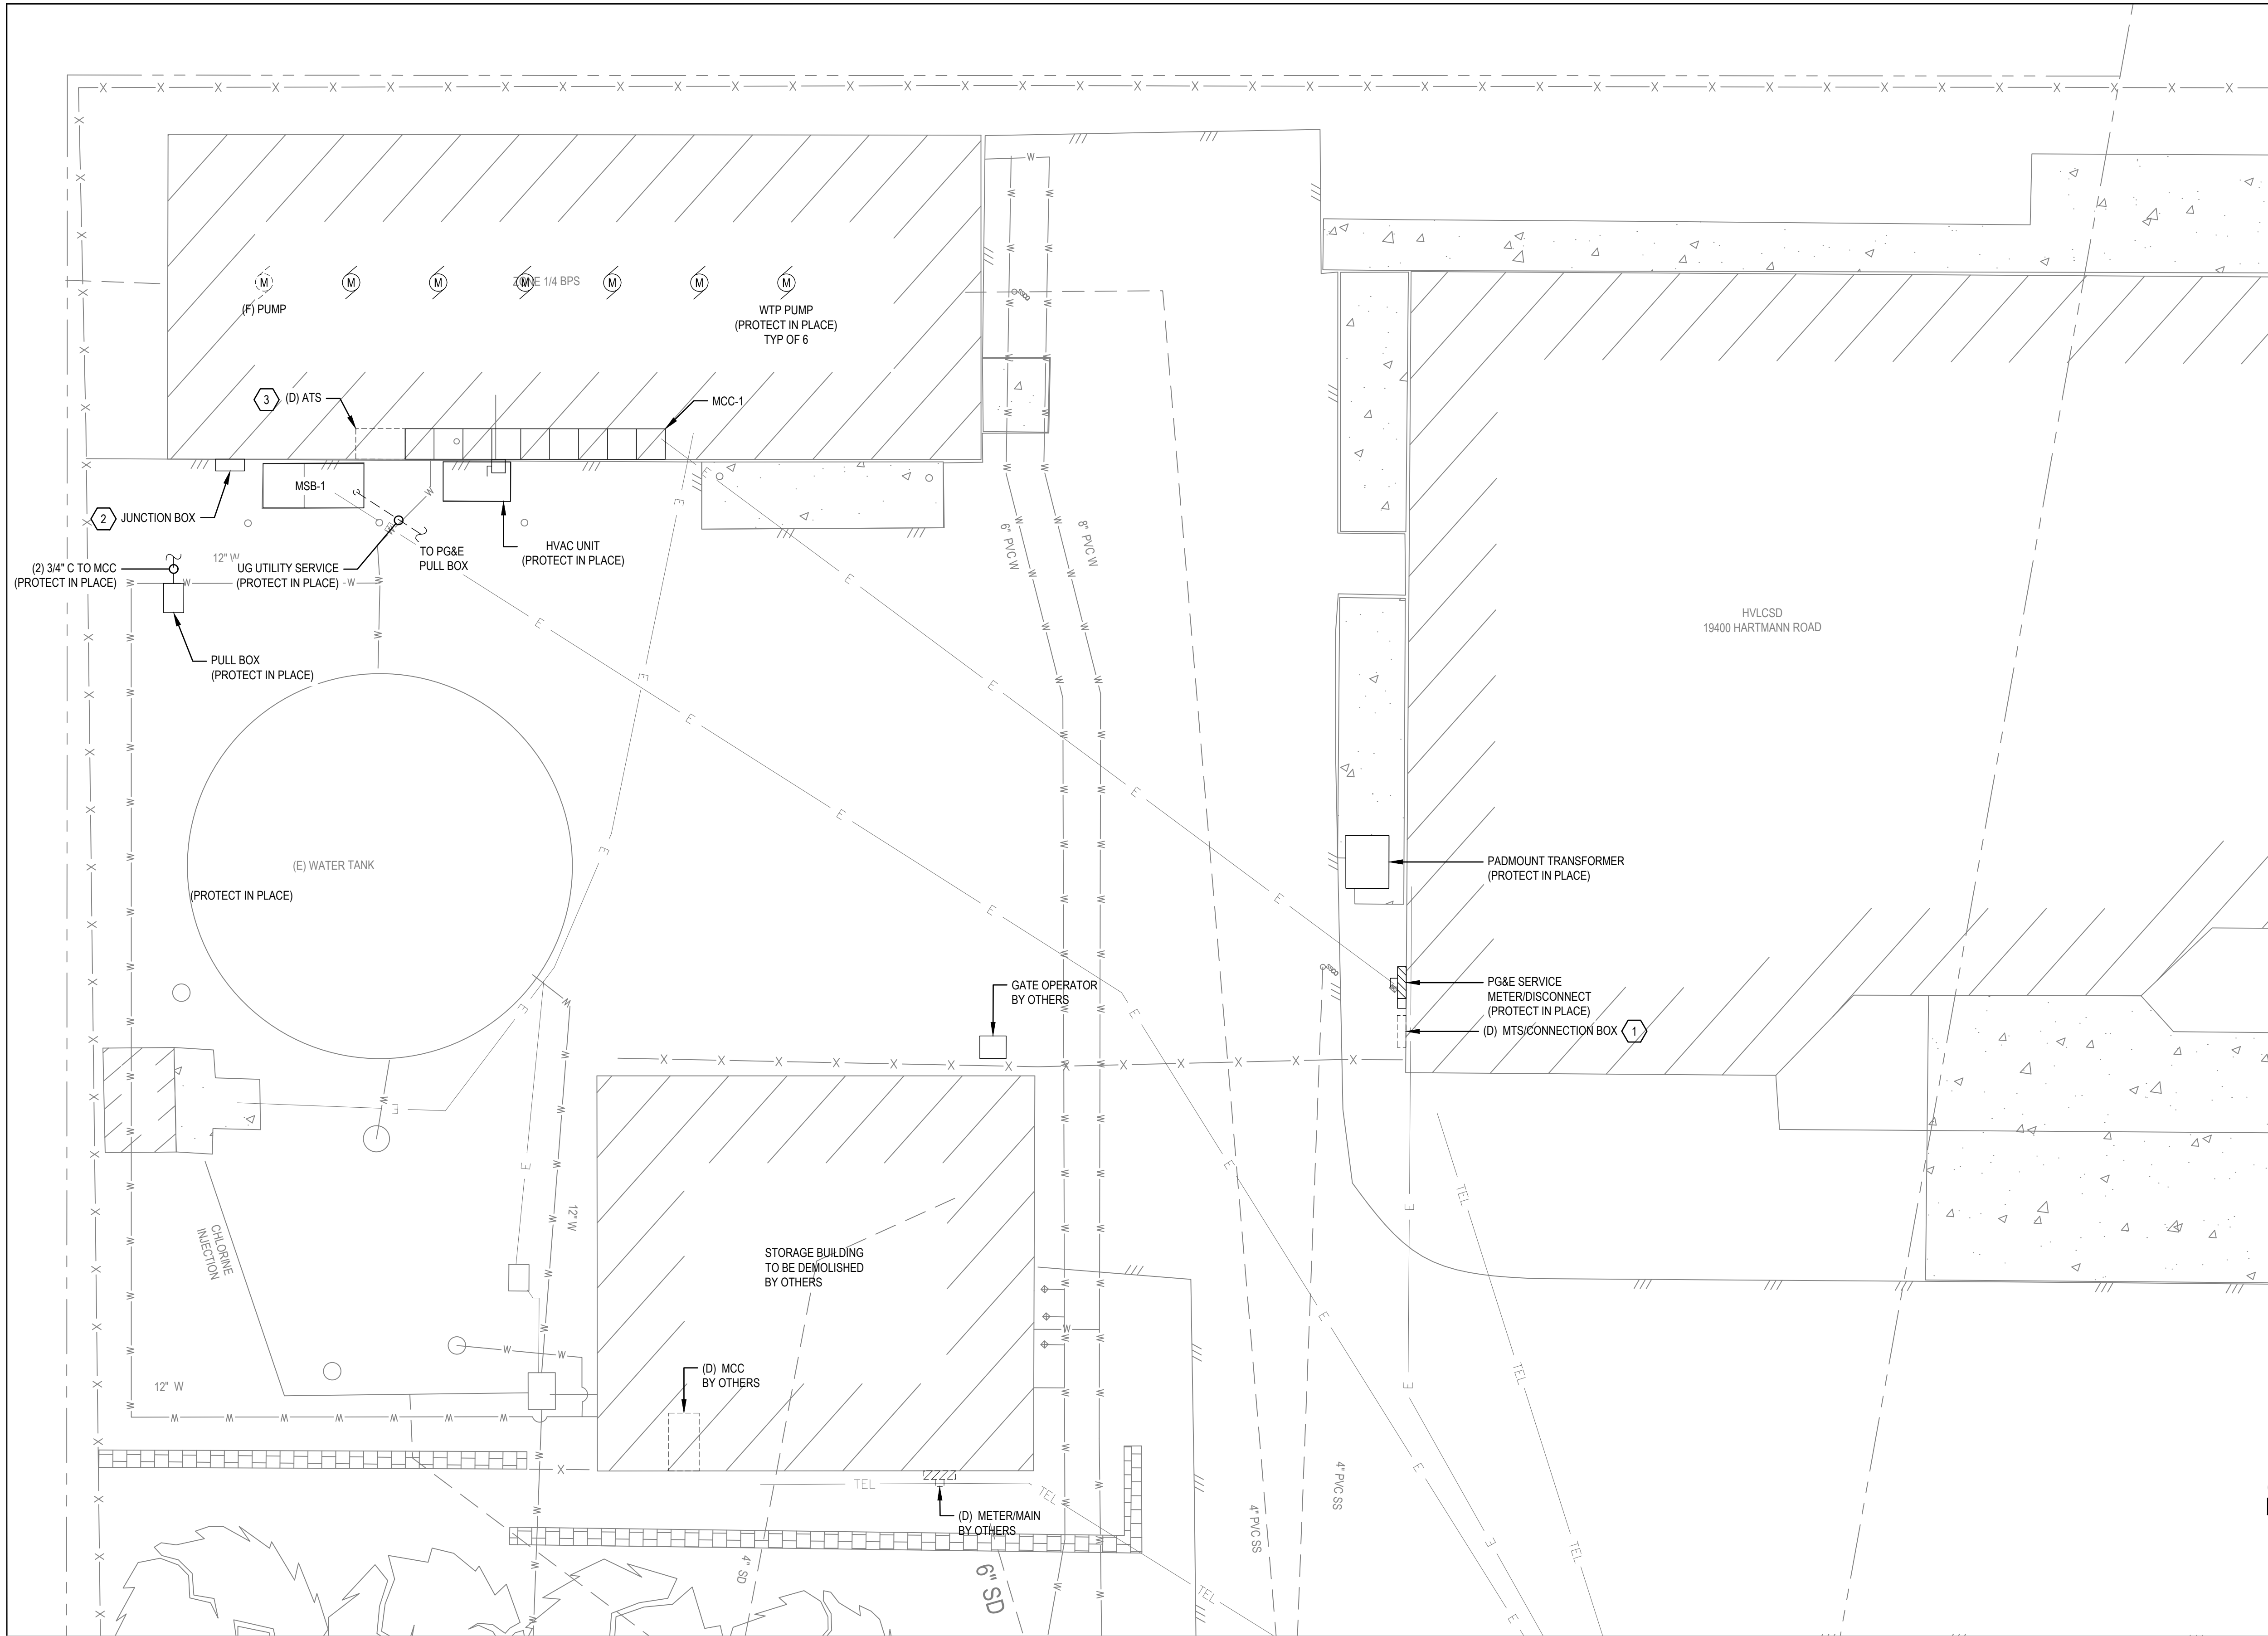 ZONE 1/4 BPS
M
M
M
M
M
M
M
(F) PUMP
WTP PUMP
(PROTECT IN PLACE)
TYP OF 6
3
(D) ATS
MCC-1
MSB-1
2
JUNCTION BOX
(2) 3/4" C TO MCC
(PROTECT IN PLACE)
12" W
UG UTILITY SERVICE
(PROTECT IN PLACE)
TO PG&E
PULL BOX
HVAC UNIT
(PROTECT IN PLACE)
6" PVC W
8" PVC W
PULL BOX
(PROTECT IN PLACE)
HVLCSD
19400 HARTMANN ROAD
(E) WATER TANK
(PROTECT IN PLACE)
PADMOUNT TRANSFORMER
(PROTECT IN PLACE)
GATE OPERATOR
BY OTHERS
PG&E SERVICE
METER/DISCONNECT
(PROTECT IN PLACE)
(D) MTS/CONNECTION BOX
1
CHLORINE
INJECTION
12" W
STORAGE BUILDING
TO BE DEMOLISHED
BY OTHERS
12" W
(D) MCC
BY OTHERS
TEL
TEL
TEL
TEL
TEL
TEL
(D) METER/MAIN
BY OTHERS
4" SD
6" SD
4" PVC SS
4" PVC SS